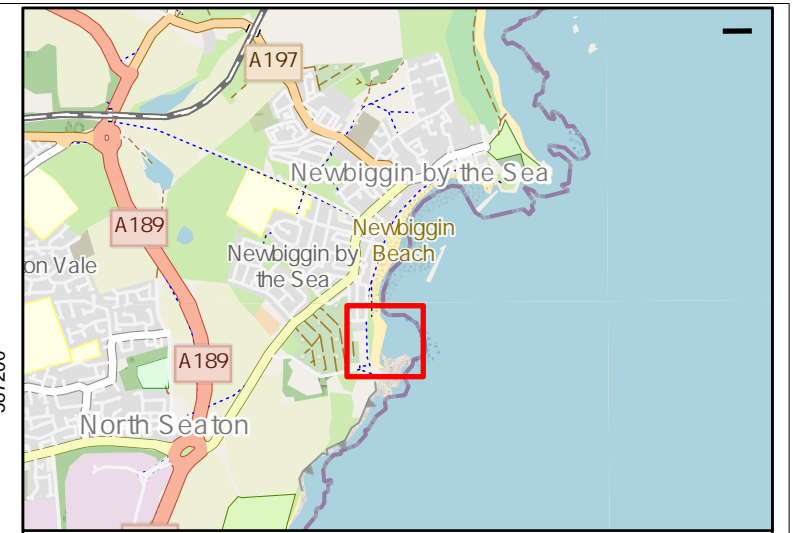 A197
Newbiggin by the Sea
A189
Newbiggin
Beach
Newbiggin by
the Sea
on Vale
A189
North Seaton